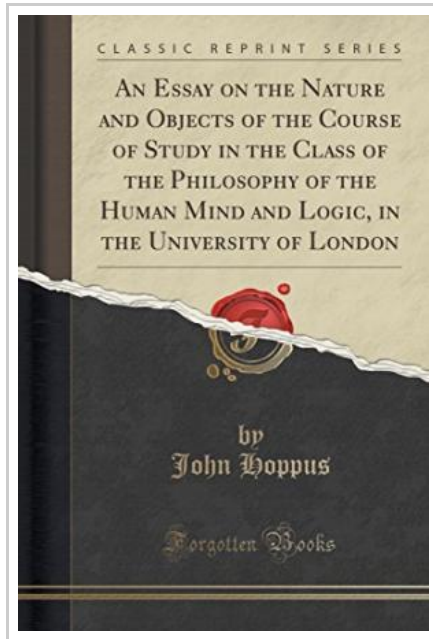 CLASSIC REPRINT SERIES
AN ESSAY ON THE NATURE
AND OBJECTS OF THE COURSE
OF STUDY IN THE CLASS OF
THE PHILOSOPHY OF THE
HUMAN MIND AND LOGIC, IN
THE UNIVERSITY OF LONDON
by
John Hoppus
Forgotten Books